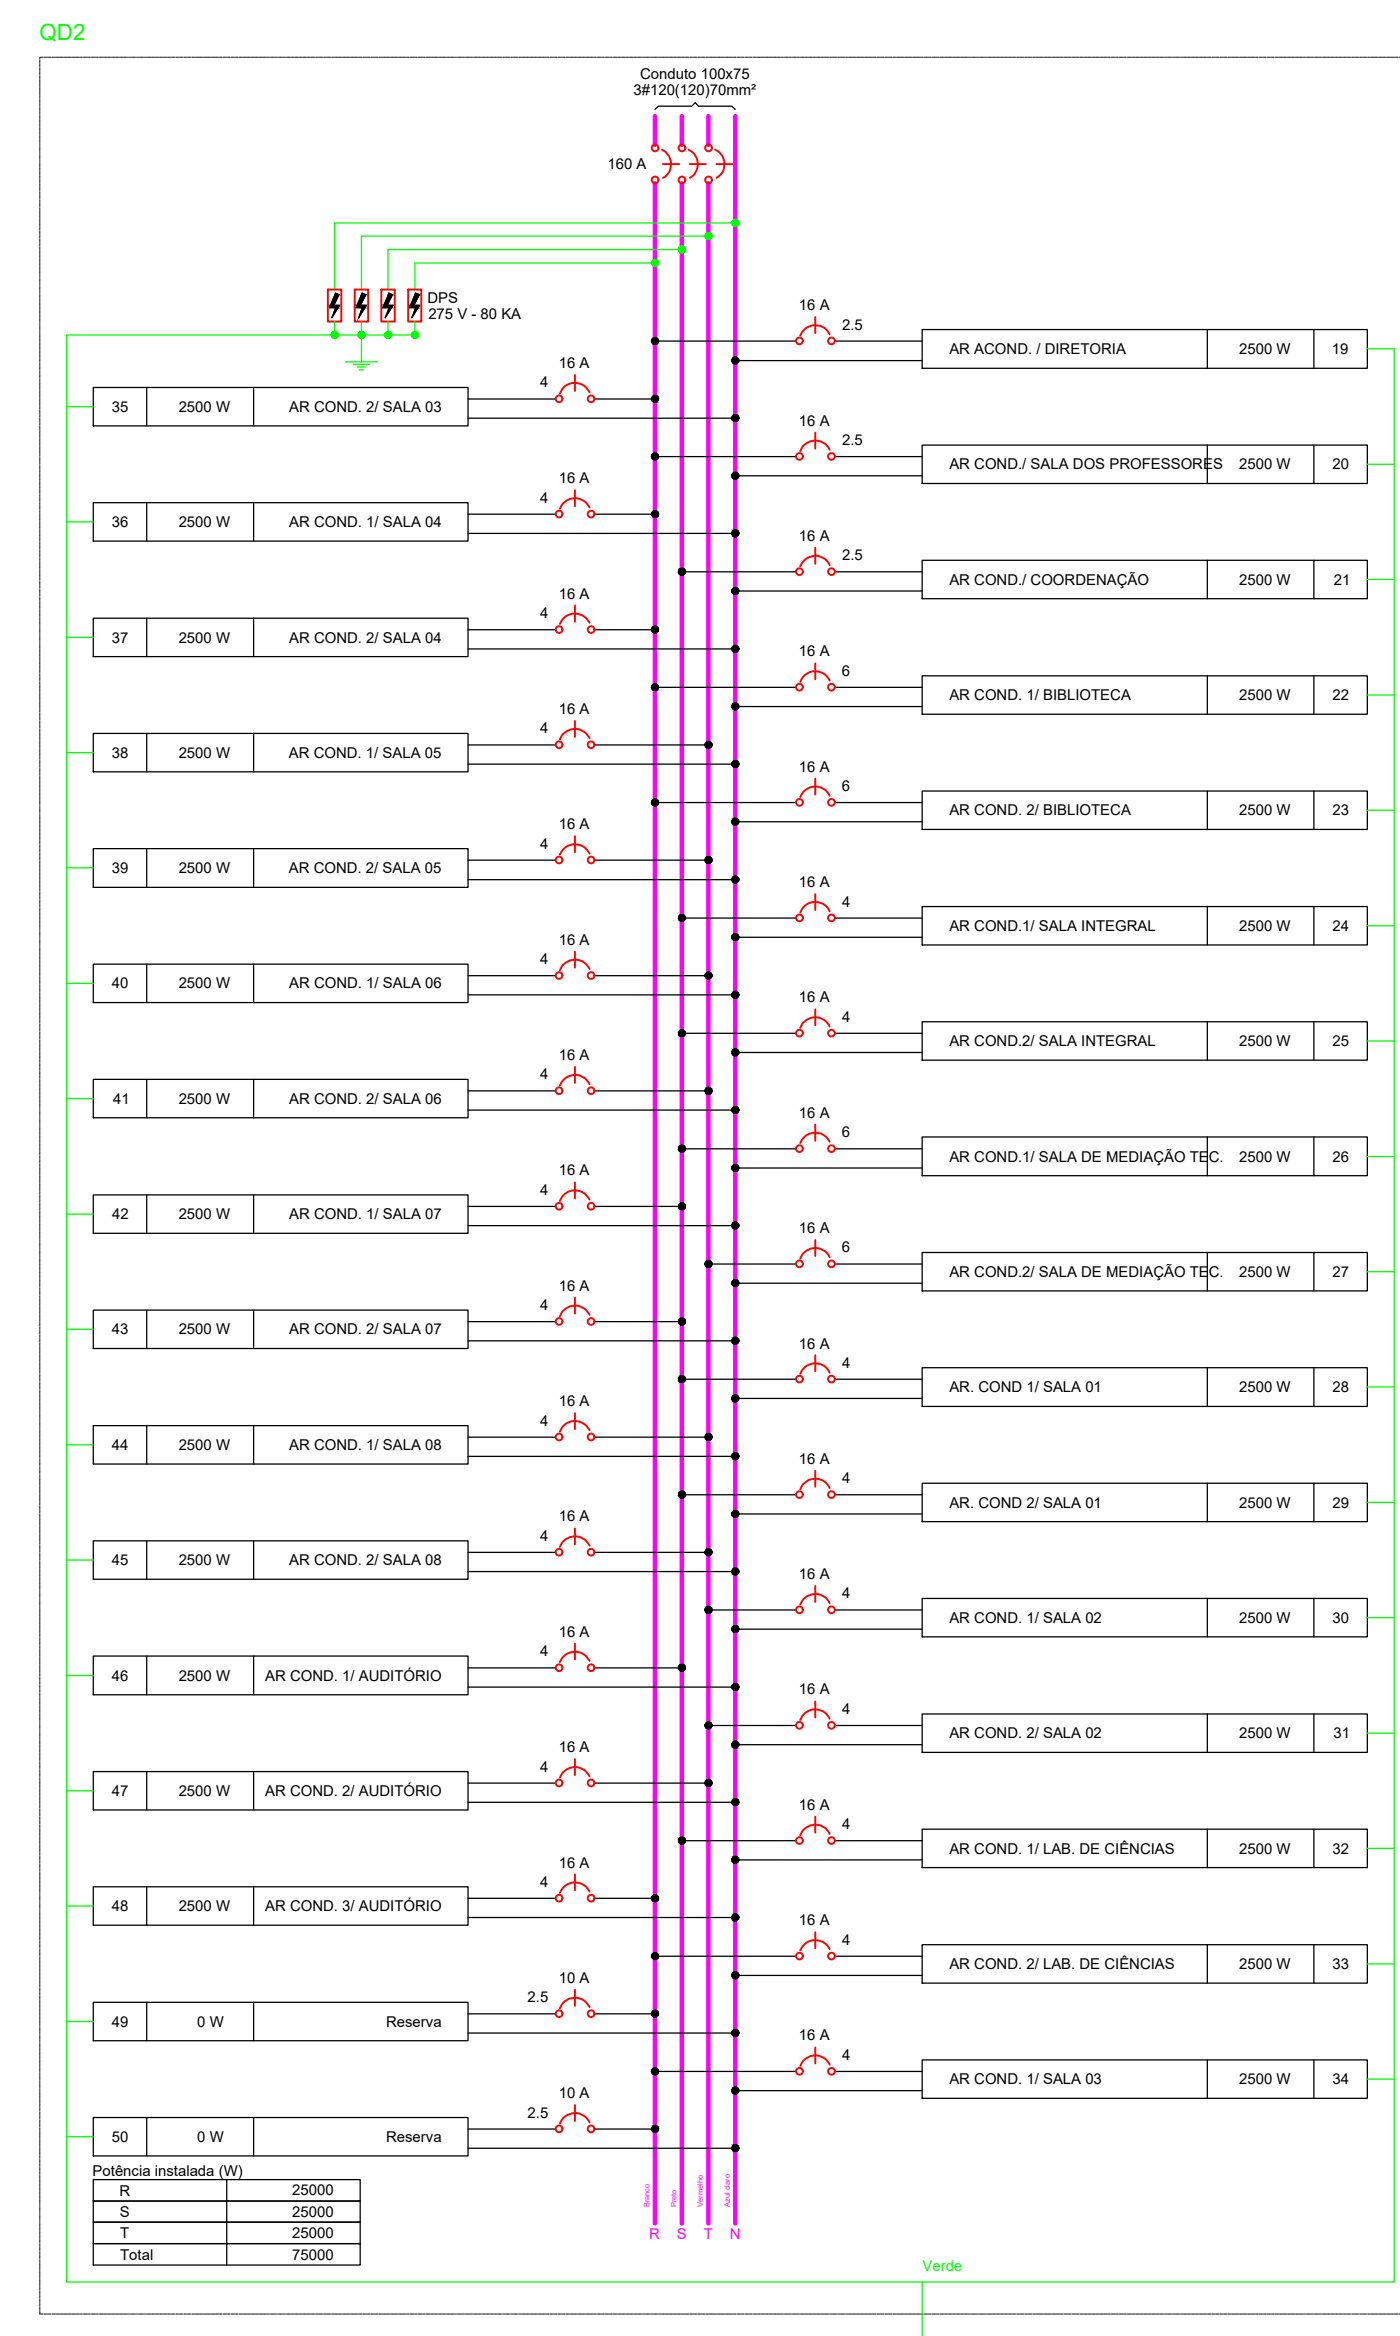 QD2
Conduto 100x75
3#120(120)70mm²
160 A
DPS
275 V - 80 KA
16 A
2.5
AR ACOND. / DIRETORIA 2500 W 19
16 A
4
35 2500 W AR COND. 2/ SALA 03
16 A
2.5
AR COND./ SALA DOS PROFESSORES 2500 W 20
16 A
4
36 2500 W AR COND. 1/ SALA 04
16 A
2.5
AR COND./ COORDENAÇÃO 2500 W 21
16 A
4
37 2500 W AR COND. 2/ SALA 04
16 A
6
AR COND. 1/ BIBLIOTECA 2500 W 22
16 A
4
38 2500 W AR COND. 1/ SALA 05
16 A
6
AR COND. 2/ BIBLIOTECA 2500 W 23
16 A
4
39 2500 W AR COND. 2/ SALA 05
16 A
4
AR COND.1/ SALA INTEGRAL 2500 W 24
16 A
4
40 2500 W AR COND. 1/ SALA 06
16 A
4
AR COND.2/ SALA INTEGRAL 2500 W 25
16 A
4
41 2500 W AR COND. 2/ SALA 06
16 A
6
AR COND.1/ SALA DE MEDIAÇÃO TEC. 2500 W 26
16 A
4
42 2500 W AR COND. 1/ SALA 07
16 A
6
AR COND.2/ SALA DE MEDIAÇÃO TEC. 2500 W 27
16 A
4
43 2500 W AR COND. 2/ SALA 07
16 A
4
AR. COND 1/ SALA 01 2500 W 28
16 A
4
44 2500 W AR COND. 1/ SALA 08
16 A
4
AR. COND 2/ SALA 01 2500 W 29
16 A
4
45 2500 W AR COND. 2/ SALA 08
16 A
4
AR COND. 1/ SALA 02 2500 W 30
16 A
4
46 2500 W AR COND. 1/ AUDITÓRIO
16 A
4
AR COND. 2/ SALA 02 2500 W 31
16 A
4
47 2500 W AR COND. 2/ AUDITÓRIO
16 A
4
AR COND. 1/ LAB. DE CIÊNCIAS 2500 W 32
16 A
4
48 2500 W AR COND. 3/ AUDITÓRIO
16 A
4
AR COND. 2/ LAB. DE CIÊNCIAS 2500 W 33
10 A
2.5
49 0 W Reserva
16 A
4
AR COND. 1/ SALA 03 2500 W 34
10 A
2.5
50 0 W Reserva
Potência instalada (W)
R 25000
S 25000
T 25000
Total 75000
Branco
Preto
Vermelho
Azul claro
R S T N
Verde